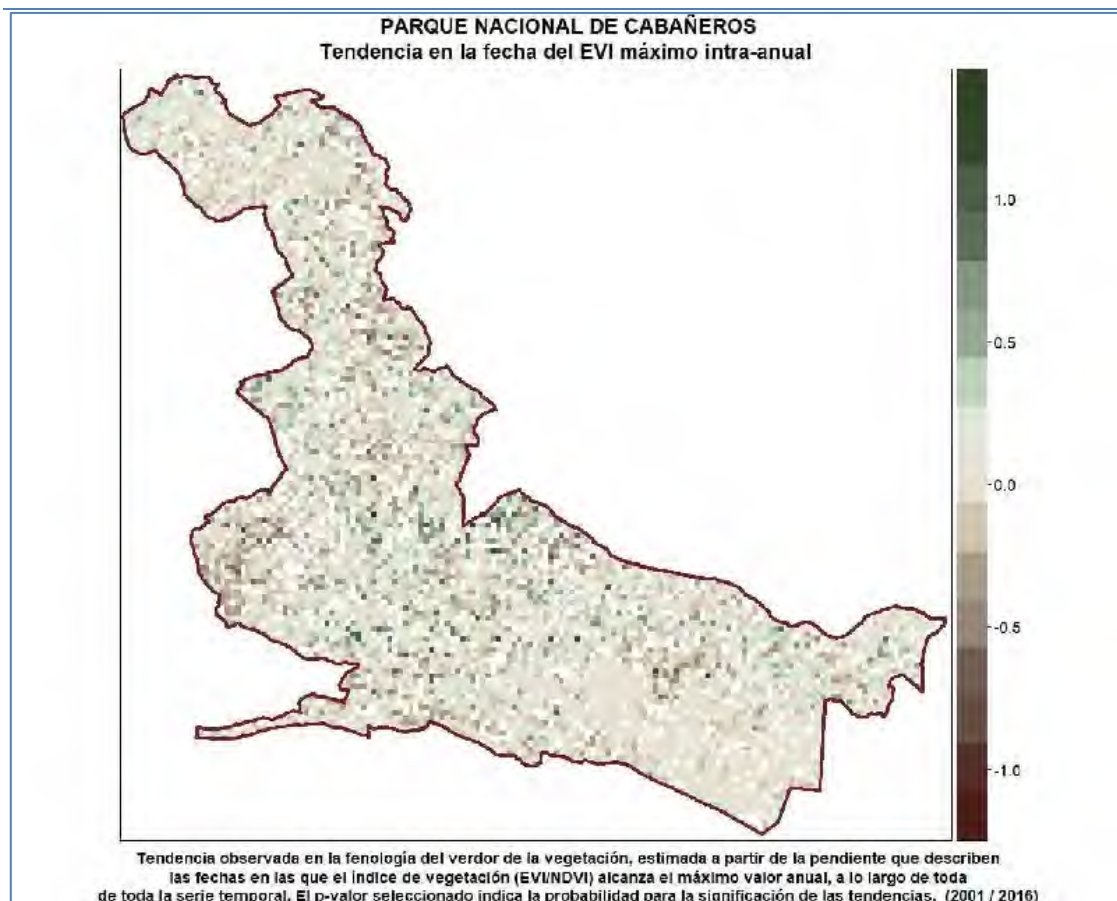 PARQUE NACIONAL DE CABAÑEROS
Tendencia en la fecha del EVI máximo intra-anual
1.0
0.5
0.0
-0.5
-1.0
Tendencia observada en la fenología del verdor de la vegetación, estimada a partir de la pendiente que describen
las fechas en las que el índice de vegetación (EVI/NDVI) alcanza el máximo valor anual, a lo largo de toda
de toda la serie temporal. El p-valor seleccionado indica la probabilidad para la significación de las tendencias. (2001 / 2016)